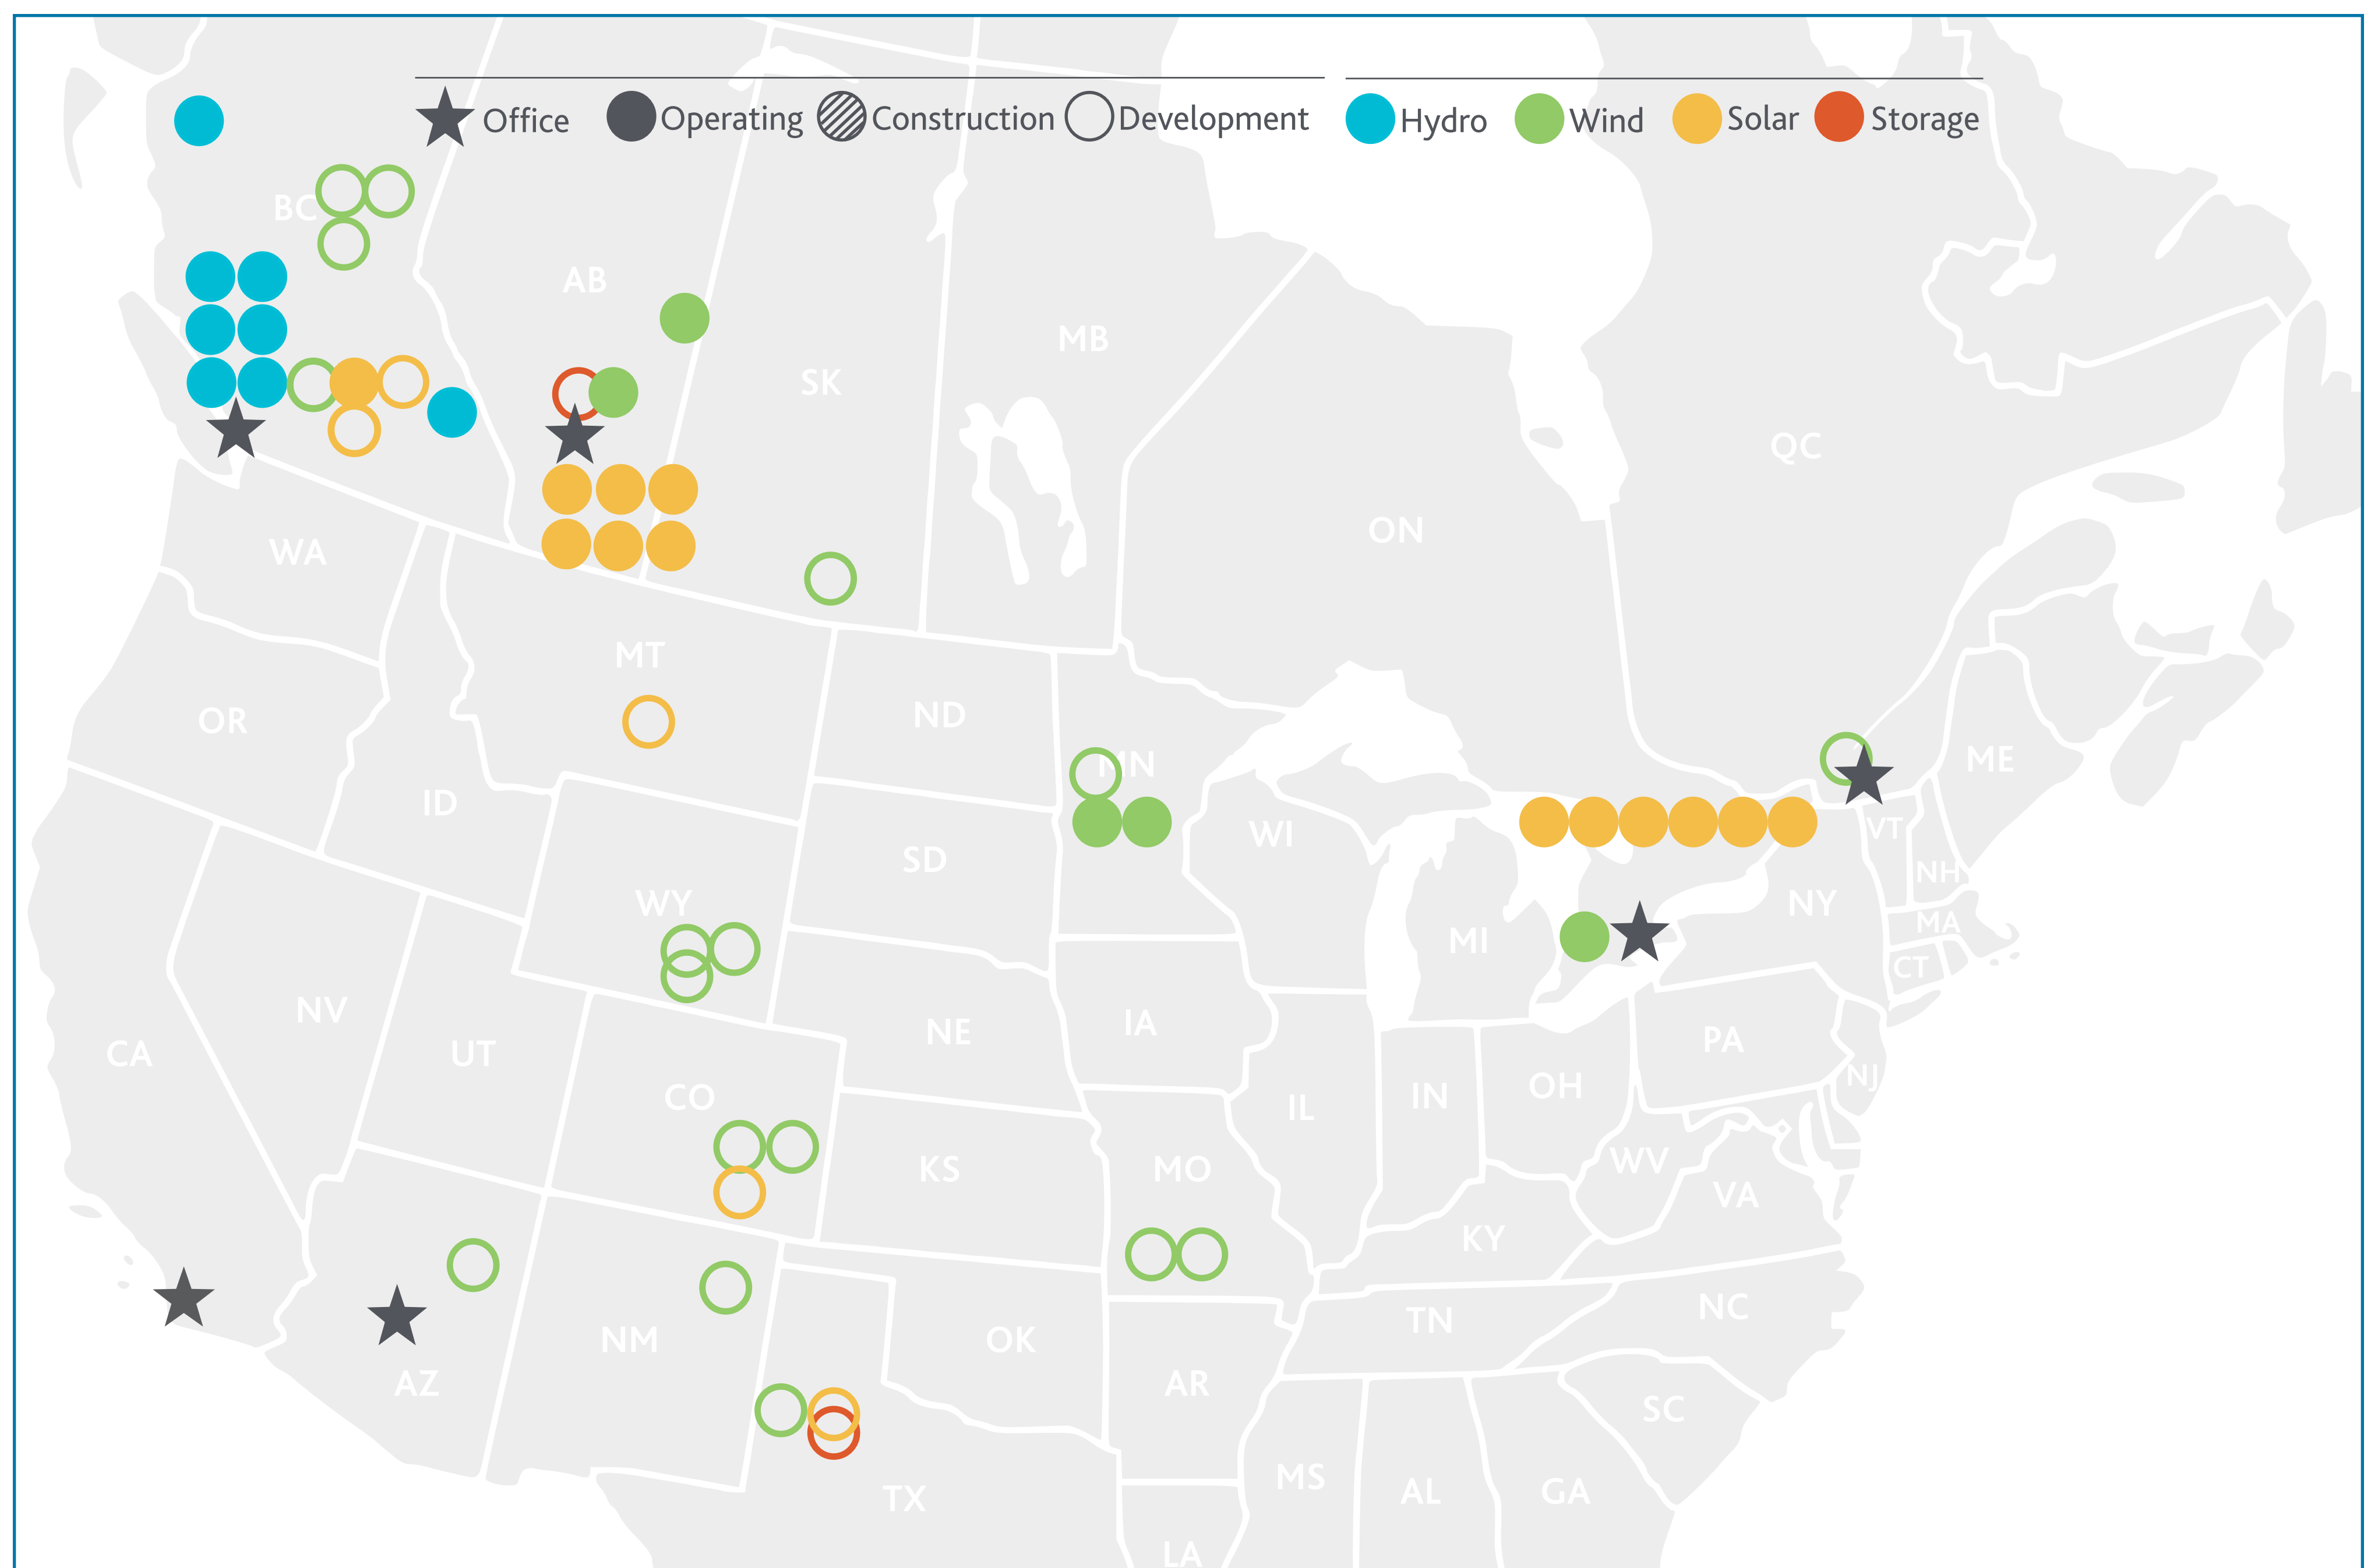 Office Operating Construction Development Hydro Wind Solar Storage
BC
AB
MB
SK
QC
ON
WA
MT
ND
OR
MN
ME
ID
WI
VT
SD
NH
WY
NY
MA
MI
CT
NV
IA
NE
PA
CA
UT
NJ
CO
OH
IN
IL
WV
KS
MO
VA
KY
NC
TN
NM
OK
AZ
AR
SC
MS
TX
AL
GA
LA